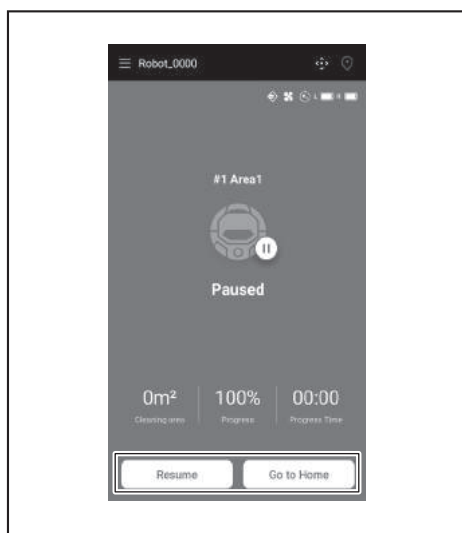 Robot_0000
L R
#1 Area1
Paused
0m² 100% 00:00
Cleaning area Progress Progress Time
Resume Go to Home